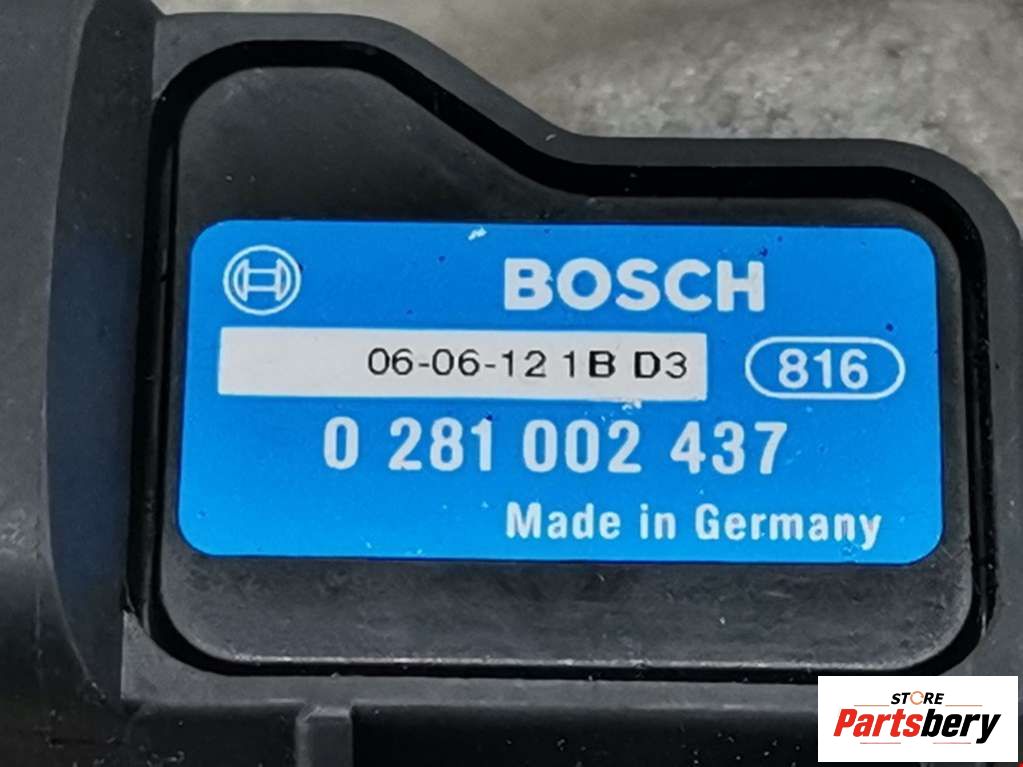 BOSCH
06-06-12 1B D3
816
0 281 002 437
Made in Germany
STORE
Partsbery